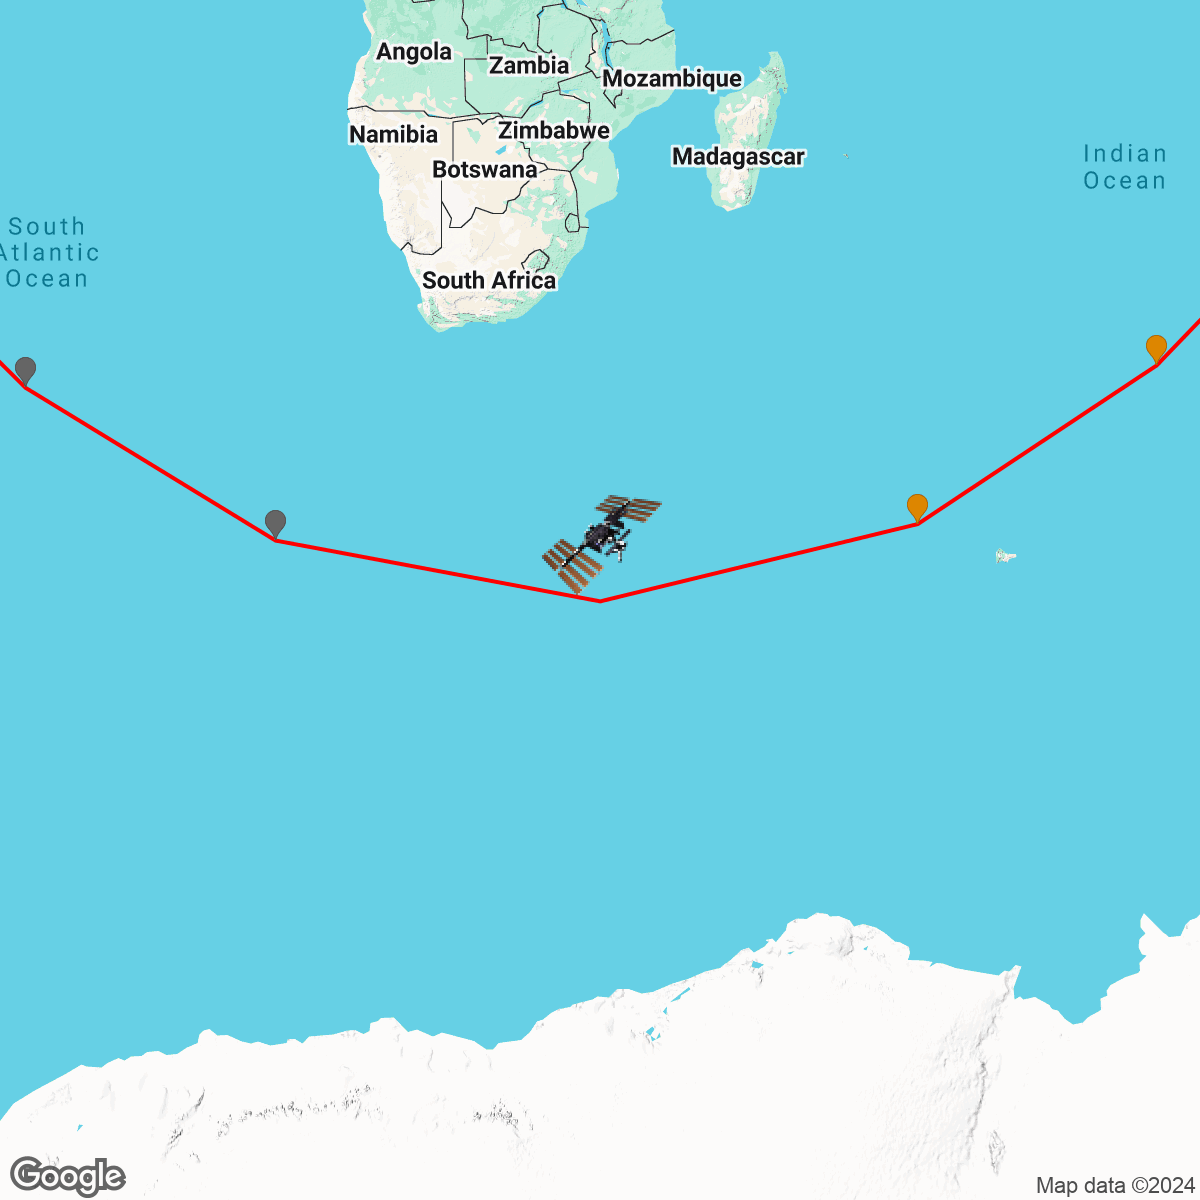 Angola
Zambia
Mozambique
Namibia
Zimbabwe
Madagascar
Botswana
Indian
Ocean
South
Atlantic
Ocean
South Africa
Google
Map data ©2024